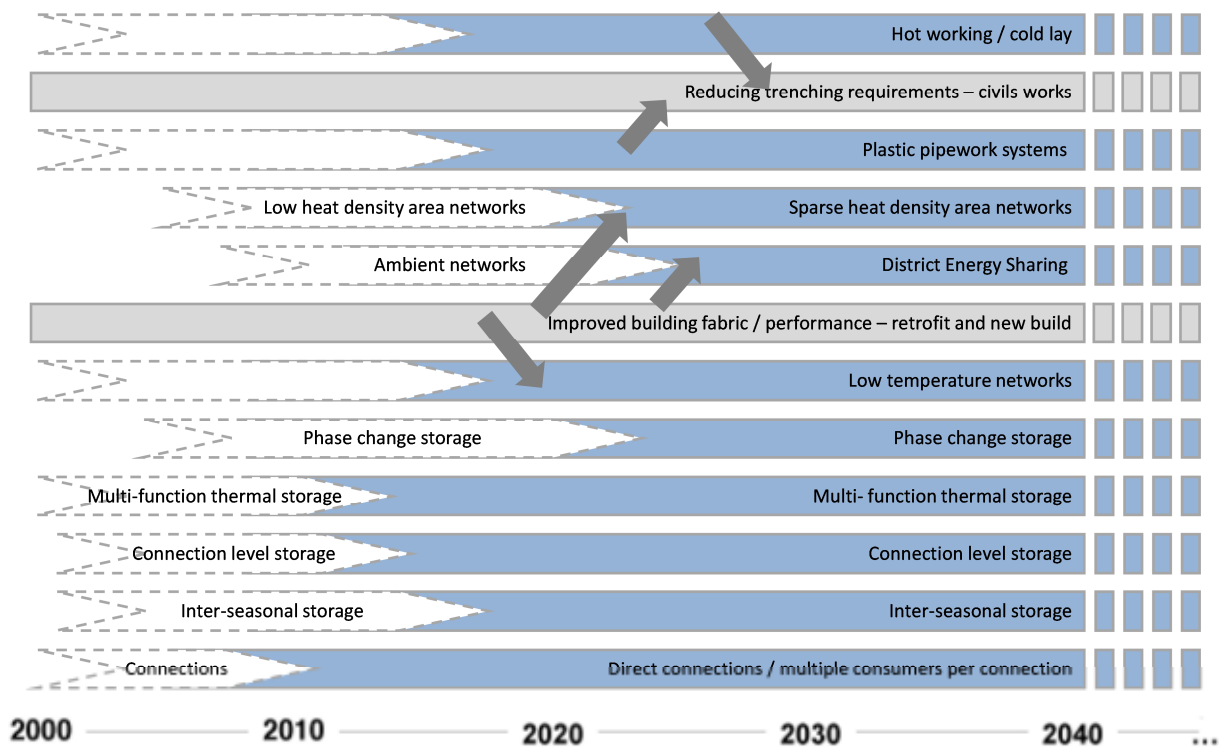 Hot working / cold lay
Reducing trenching requirements – civils works
Plastic pipework systems
Low heat density area networks Sparse heat density area networks
Ambient networks District Energy Sharing
Improved building fabric / performance – retrofit and new build
Low temperature networks
Phase change storage Phase change storage
Multi-function thermal storage Multi- function thermal storage
Connection level storage Connection level storage
Inter-seasonal storage Inter-seasonal storage
Connections Direct connections / multiple consumers per connection
2000 2010 2020 2030 2040 ...